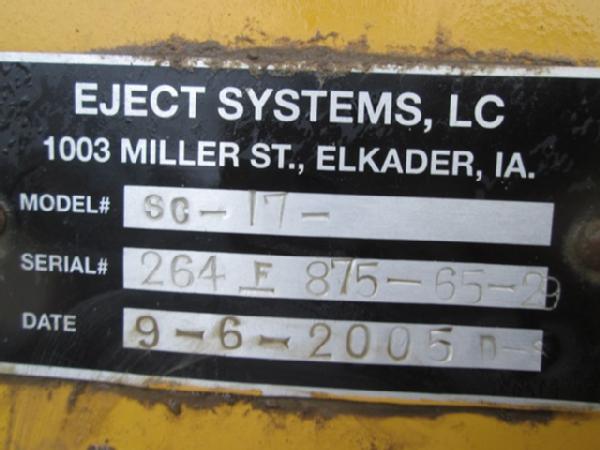 EJECT SYSTEMS, LC
1003 MILLER ST., ELKADER, IA.
MODEL# SC-17-
SERIAL# 264 F 875-65-29
DATE 9-6-2005